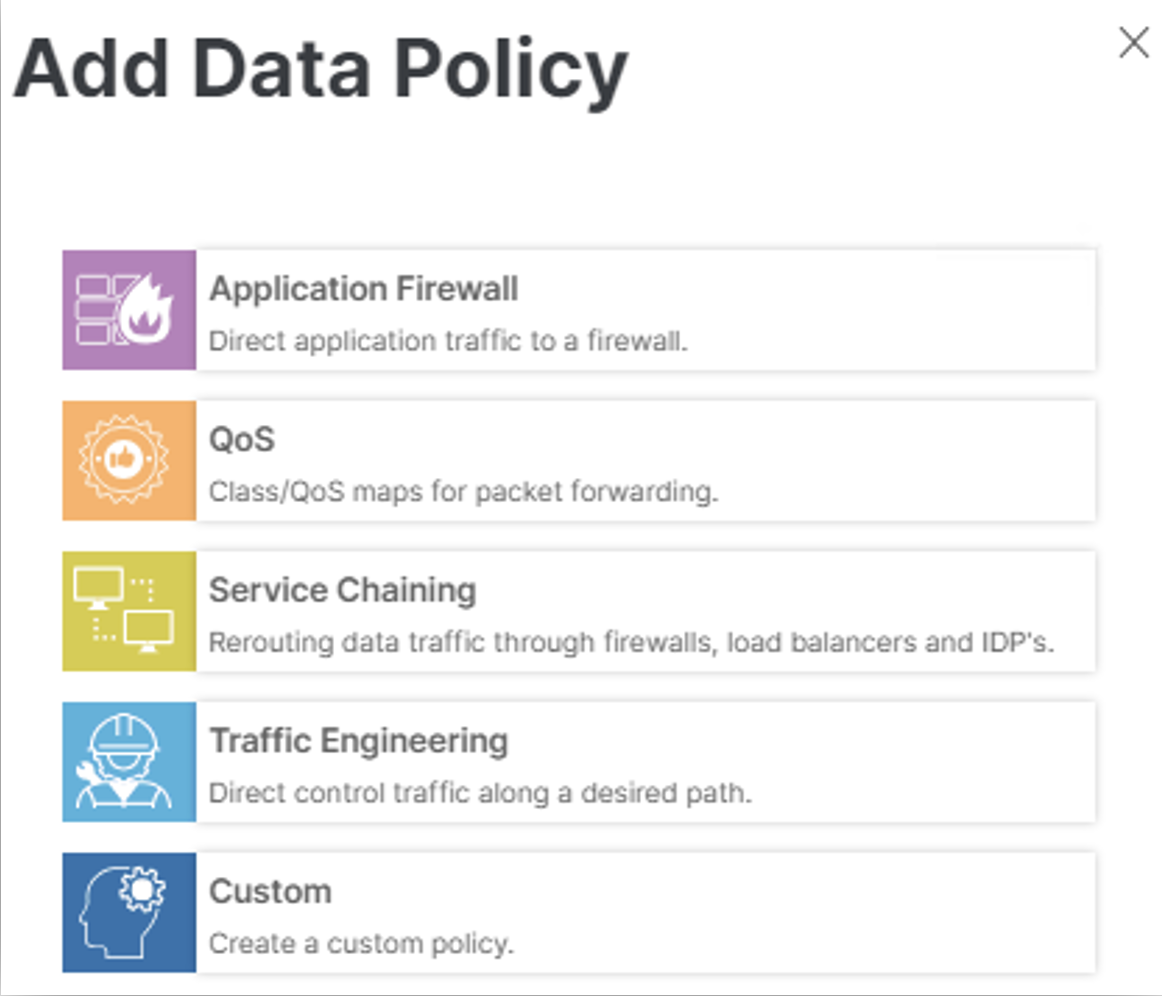 Add Data Policy
Application Firewall
Direct application traffic to a firewall.
QoS
Class/QoS maps for packet forwarding.
Service Chaining
Rerouting data traffic through firewalls, load balancers and IDP's.
Traffic Engineering
Direct control traffic along a desired path.
Custom
Create a custom policy.